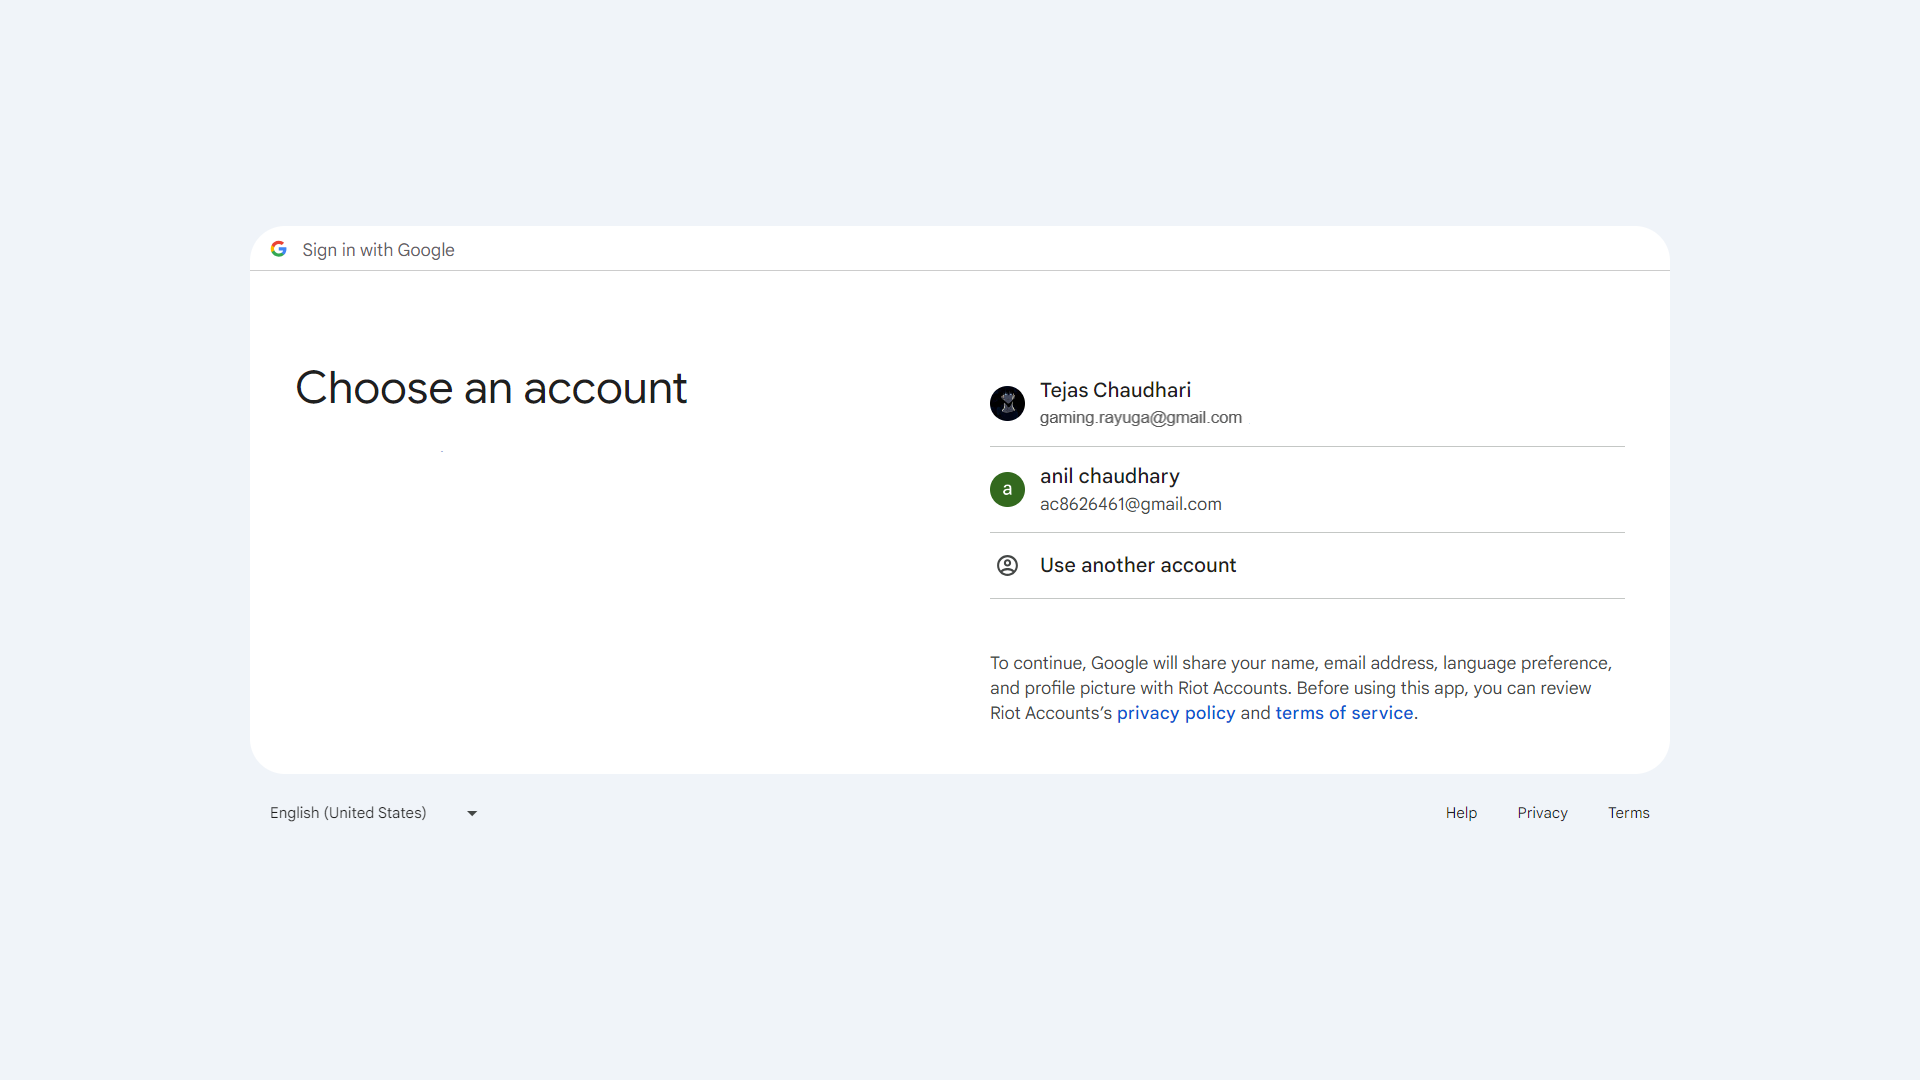 Sign in with Google
Choose an account
Tejas Chaudhari
gaming.rayuga@gmail.com
a
anil chaudhary
ac8626461@gmail.com
Use another account
To continue, Google will share your name, email address, language preference,
and profile picture with Riot Accounts. Before using this app, you can review
Riot Accounts’s privacy policy and terms of service.
English (United States)
Help
Privacy
Terms